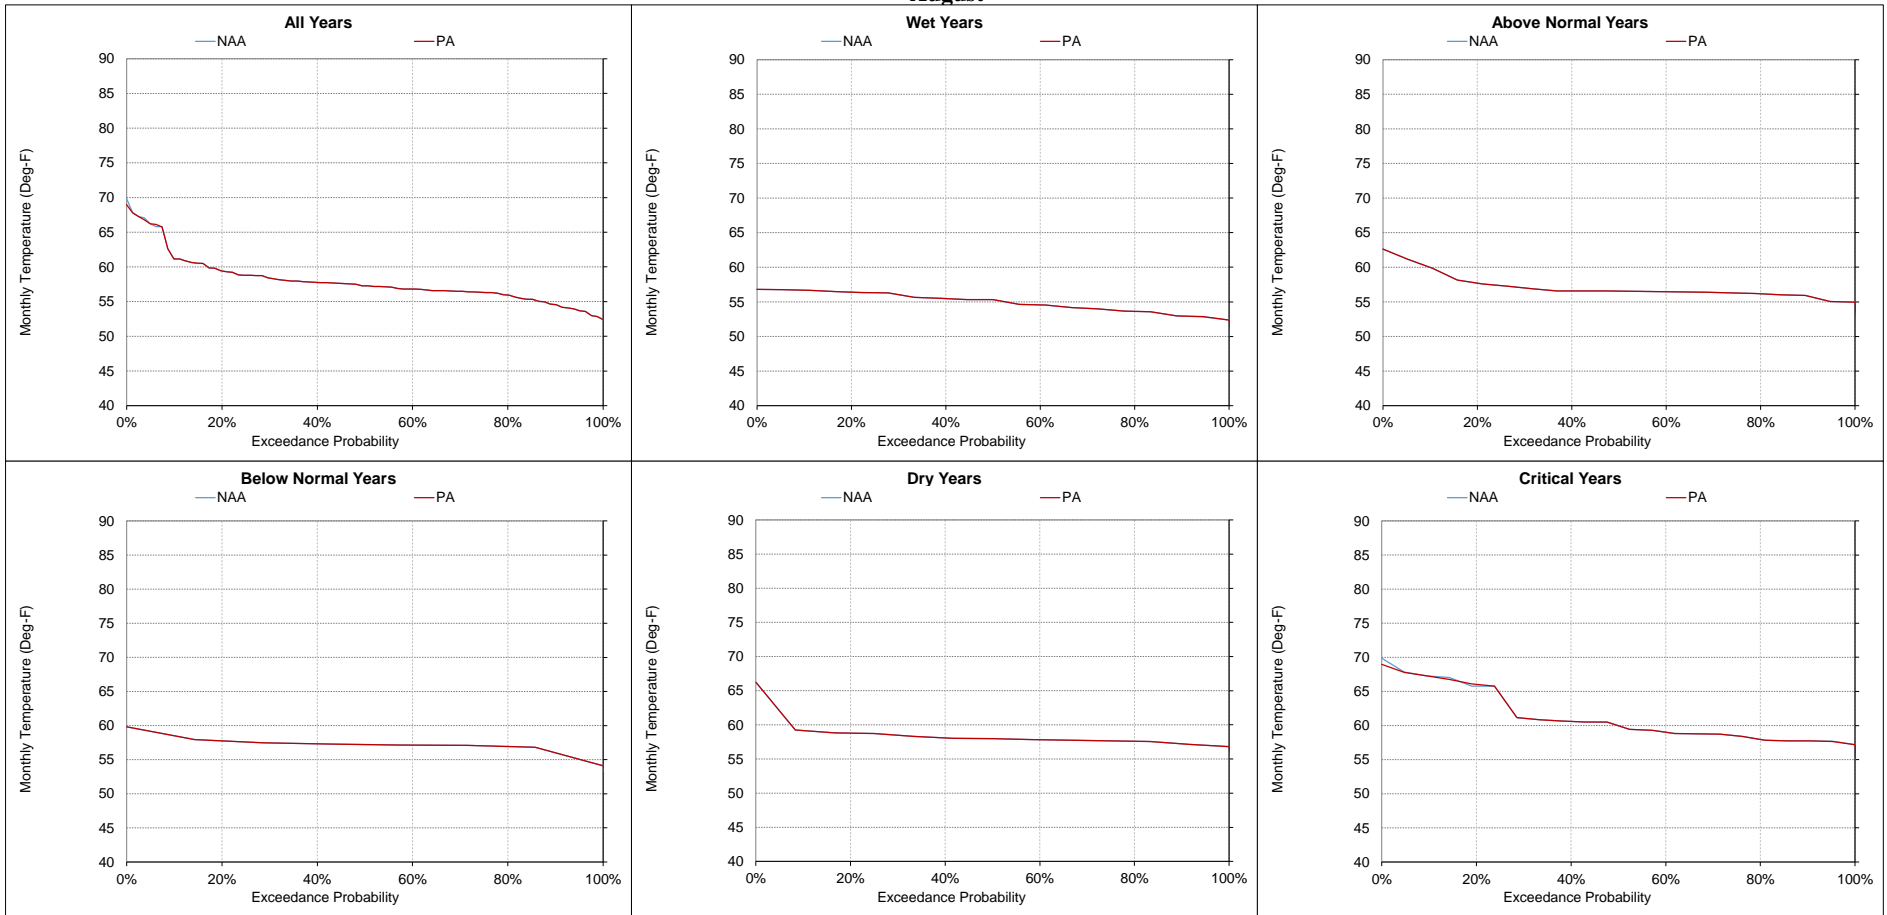 All Years
NAA PA
90
85
80
75
70
65
60
55
50
45
40
Monthly Temperature (Deg-F)
0% 20% 40% 60% 80% 100%
Exceedance Probability
Wet Years
NAA PA
90
85
80
75
70
65
60
55
50
45
40
Monthly Temperature (Deg-F)
0% 20% 40% 60% 80% 100%
Exceedance Probability
Above Normal Years
NAA PA
90
85
80
75
70
65
60
55
50
45
40
Monthly Temperature (Deg-F)
0% 20% 40% 60% 80% 100%
Exceedance Probability
Below Normal Years
NAA PA
90
85
80
75
70
65
60
55
50
45
40
Monthly Temperature (Deg-F)
0% 20% 40% 60% 80% 100%
Exceedance Probability
Dry Years
NAA PA
90
85
80
75
70
65
60
55
50
45
40
Monthly Temperature (Deg-F)
0% 20% 40% 60% 80% 100%
Exceedance Probability
Critical Years
NAA PA
90
85
80
75
70
65
60
55
50
45
40
Monthly Temperature (Deg-F)
0% 20% 40% 60% 80% 100%
Exceedance Probability